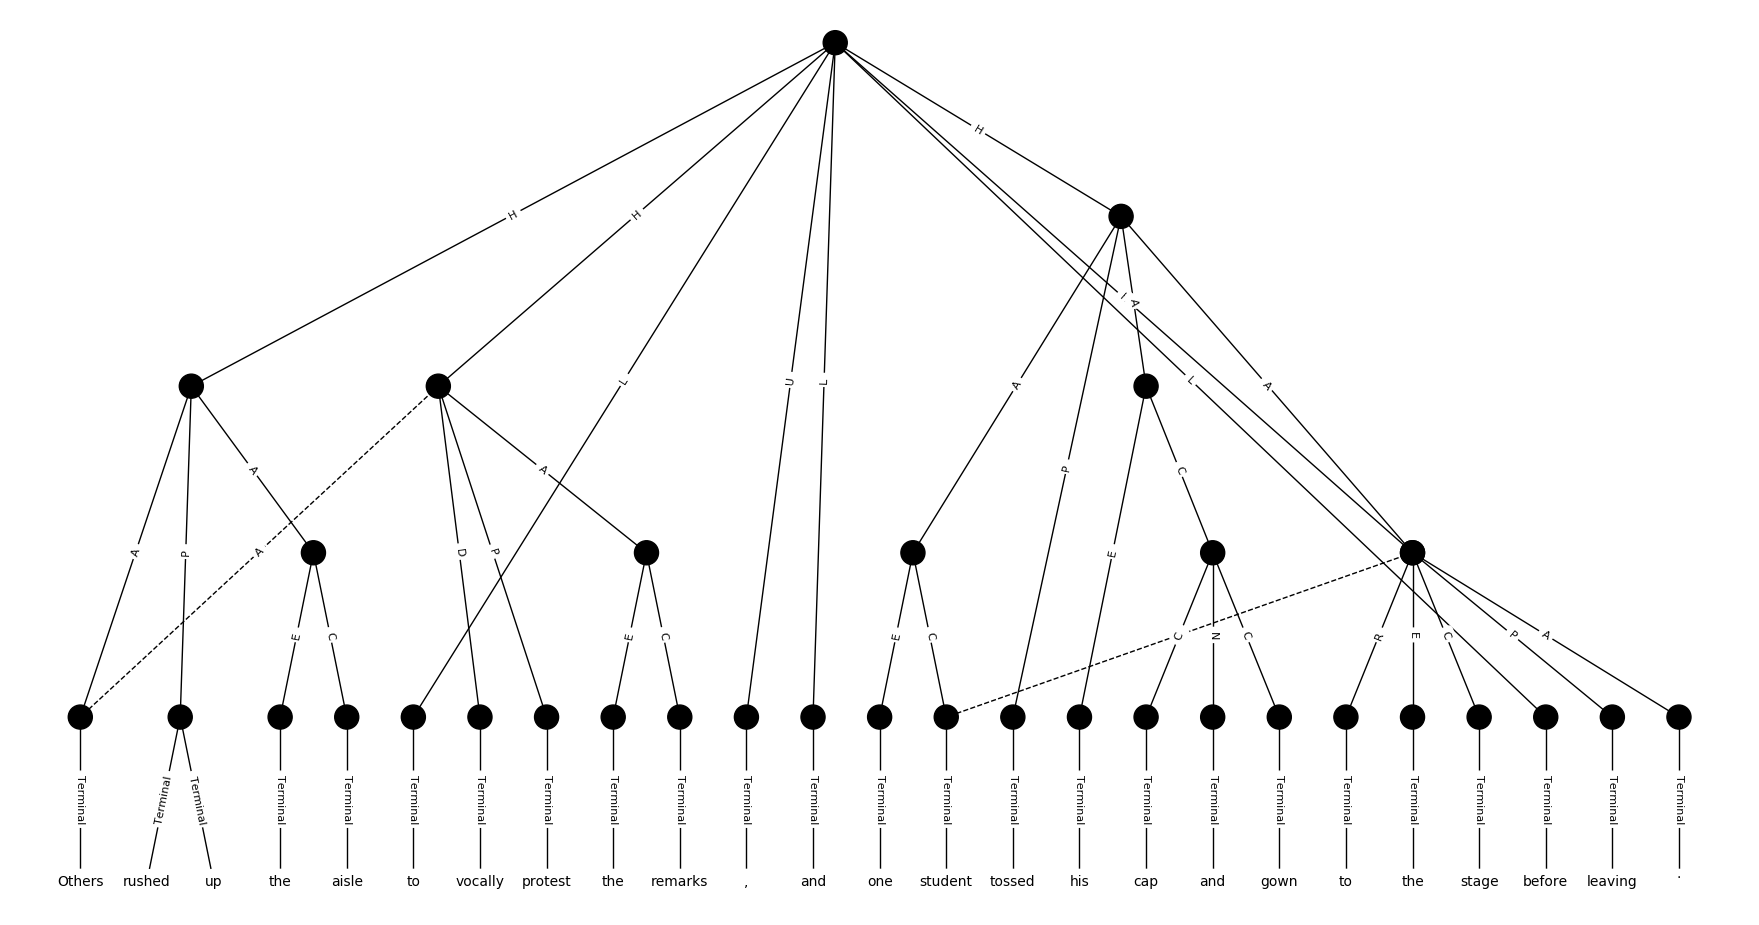 H
H H
A A A
L U L L A
I A
A P A A P E C
D P
E C E C E C C N C R E C P A
Terminal Terminal Terminal Terminal Terminal Terminal Terminal Terminal Terminal Terminal Terminal Terminal Terminal Terminal Terminal Terminal Terminal Terminal Terminal Terminal Terminal Terminal Terminal Terminal Terminal
Others rushed up the aisle to vocally protest the remarks , and one student tossed his cap and gown to the stage before leaving .